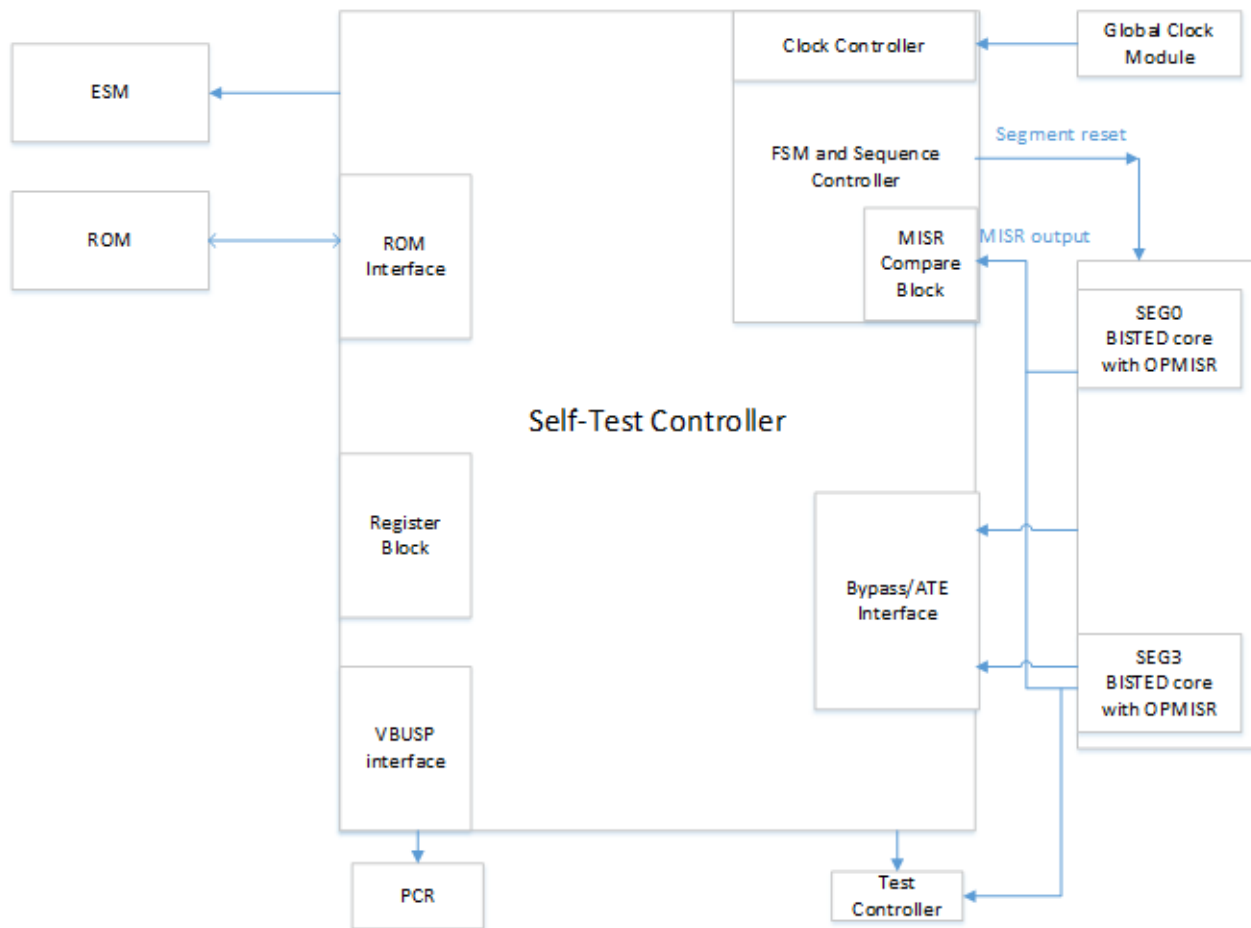 Clock Controller
Global Clock
Module
ESM
Segment reset
FSM and Sequence
Controller
ROM
ROM
Interface
MISR
Compare
Block
MISR output
SEG0
BISTED core
with OPMISR
Self-Test Controller
Register
Block
Bypass/ATE
Interface
SEG3
BISTED core
with OPMISR
VBUSP
interface
PCR
Test
Controller